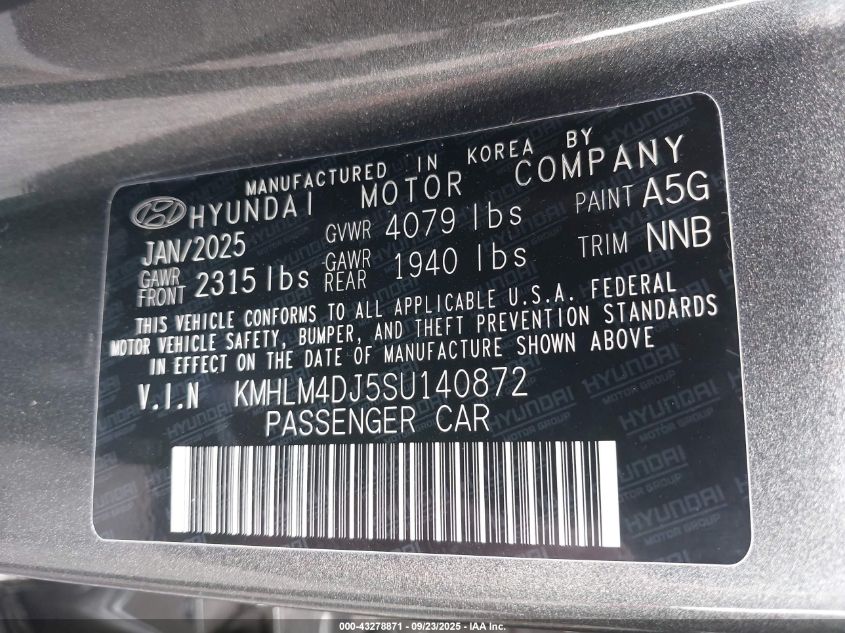 MANUFACTURED IN KOREA BY
HYUNDAI MOTOR COMPANY
JAN/2025 GVWR 4079 lbs PAINT A5G
GAWR FRONT 2315 lbs GAWR REAR 1940 lbs TRIM NNB
THIS VEHICLE CONFORMS TO ALL APPLICABLE U.S.A. FEDERAL
MOTOR VEHICLE SAFETY, BUMPER, AND THEFT PREVENTION STANDARDS
IN EFFECT ON THE DATE OF MANUFACTURE SHOWN ABOVE
V.I.N KMHLM4DJ5SU140872
PASSENGER CAR
HYUNDAI
MOTOR GROUP
000-43278871 - 09/23/2025 - IAA Inc.